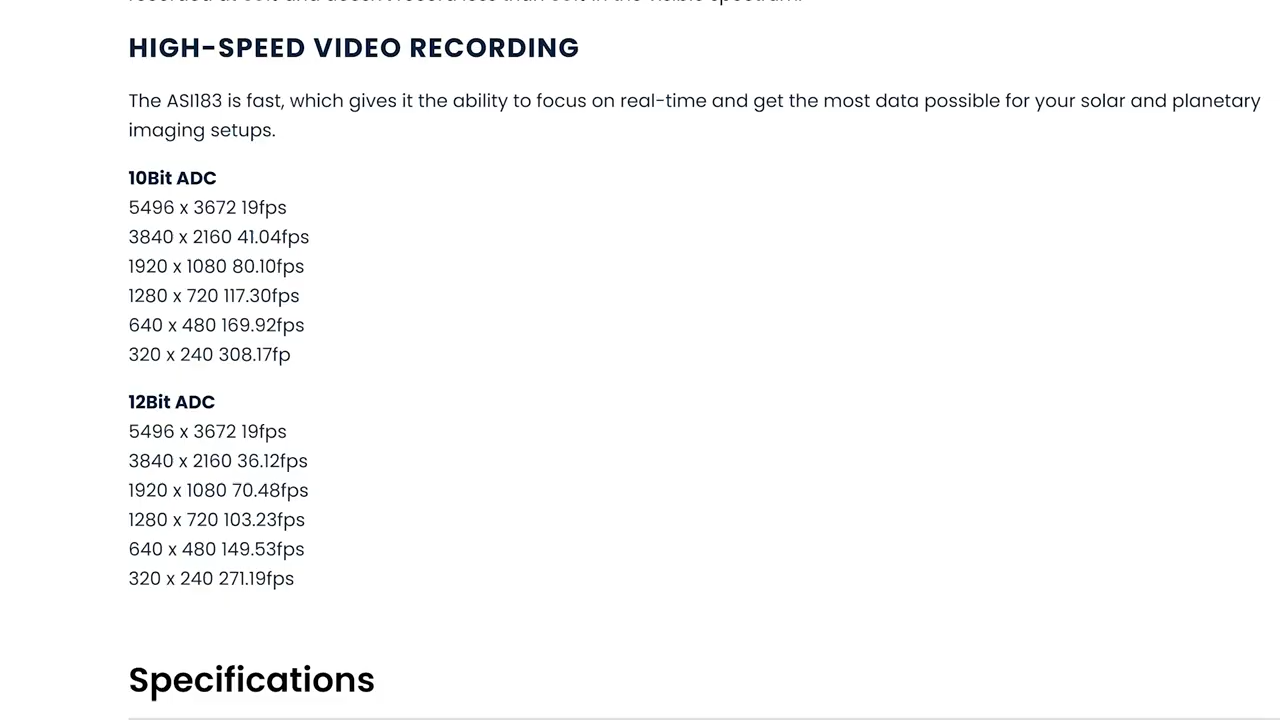 HIGH-SPEED VIDEO RECORDING
The ASI183 is fast, which gives it the ability to focus on real-time and get the most data possible for your solar and planetary
imaging setups.
10Bit ADC
5496 x 3672 19fps
3840 x 2160 41.04fps
1920 x 1080 80.10fps
1280 x 720 117.30fps
640 x 480 169.92fps
320 x 240 308.17fp
12Bit ADC
5496 x 3672 19fps
3840 x 2160 36.12fps
1920 x 1080 70.48fps
1280 x 720 103.23fps
640 x 480 149.53fps
320 x 240 271.19fps
Specifications